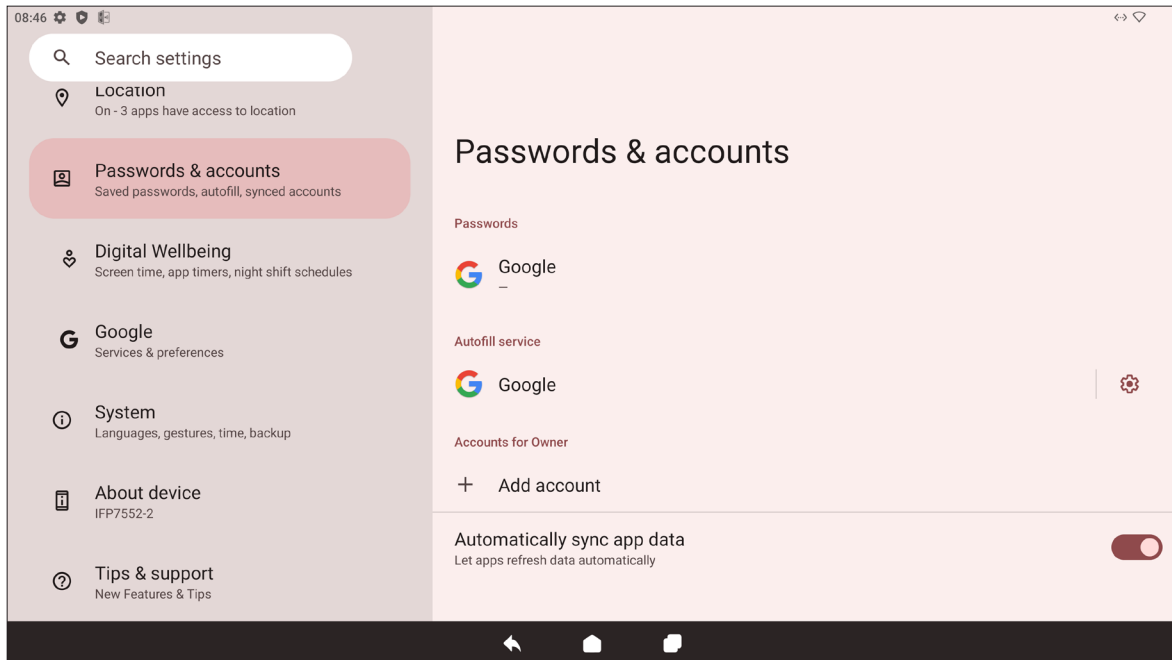 08:46
Search settings
Location
On - 3 apps have access to location
Passwords & accounts
Saved passwords, autofill, synced accounts
Digital Wellbeing
Screen time, app timers, night shift schedules
Google
Services & preferences
System
Languages, gestures, time, backup
About device
IFP7552-2
Tips & support
New Features & Tips
Passwords & accounts
Passwords
Google
–
Autofill service
Google
Accounts for Owner
Add account
Automatically sync app data
Let apps refresh data automatically